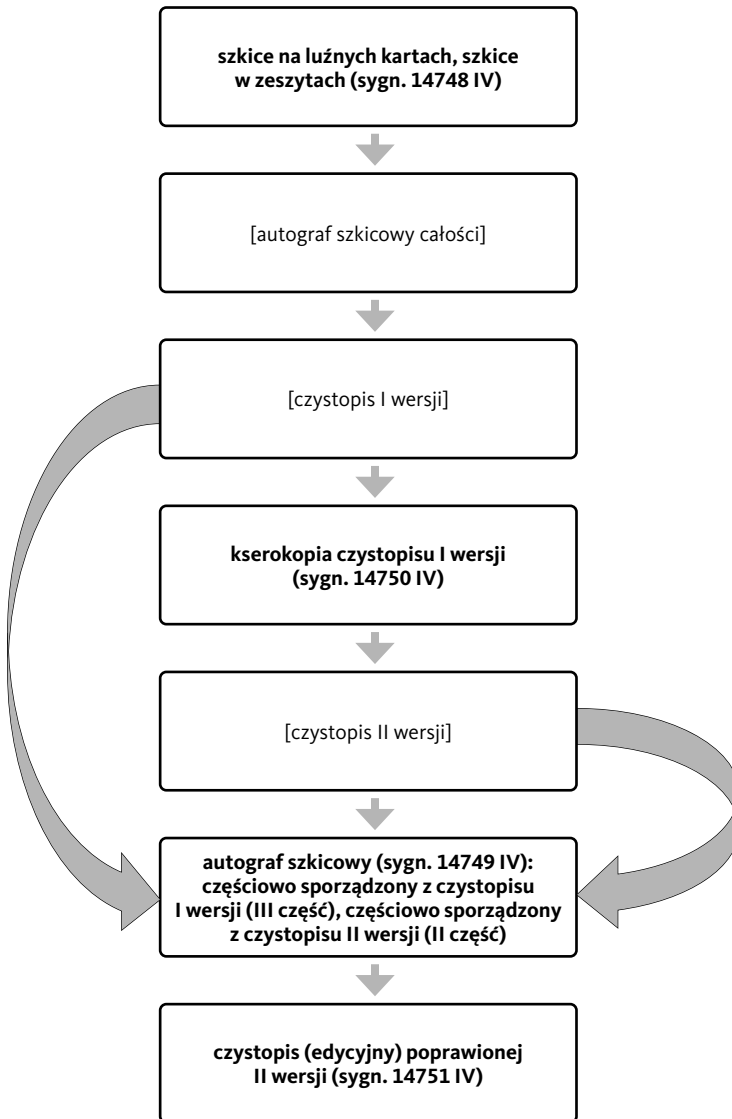 szkice na luźnych kartach, szkice
w zeszytach (sygn. 14748 IV)
[autograf szkicowy całości]
[czystopis I wersji]
kserokopia czystopisu I wersji
(sygn. 14750 IV)
[czystopis II wersji]
autograf szkicowy (sygn. 14749 IV):
częściowo sporządzony z czystopisu
I wersji (III część), częściowo sporządzony
z czystopisu II wersji (II część)
czystopis (edycyjny) poprawionej
II wersji (sygn. 14751 IV)